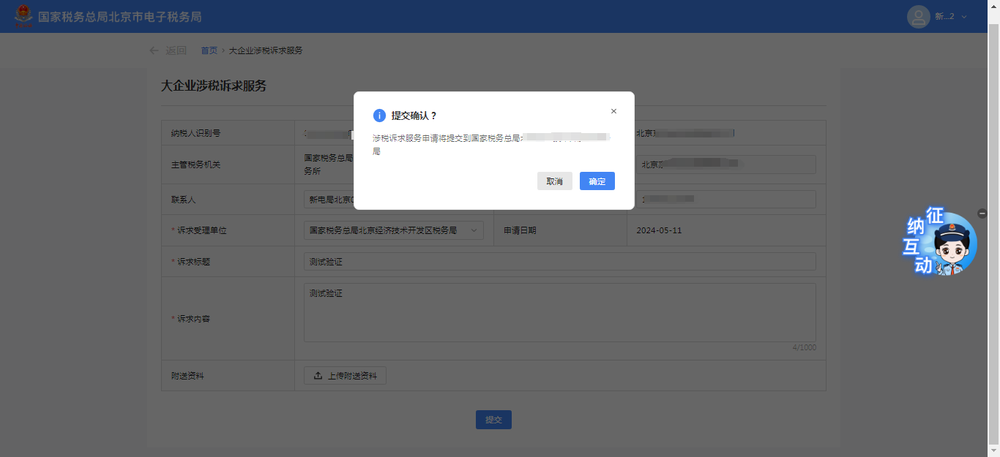 国家税务总局北京市电子税务局
新...2
返回 首页 大企业涉税诉求服务
大企业涉税诉求服务
提交确认？
涉税诉求服务申请将提交到国家税务总局
局
取消 确定
纳税人识别号
北京
主管税务机关
国家税务总局
务所
北京
联系人
新电局北京
* 诉求受理单位
国家税务总局北京经济技术开发区税务局
申请日期
2024-05-11
* 诉求标题
测试验证
* 诉求内容
测试验证
4/1000
附送资料
上传附送资料
提交
征
纳
互
动